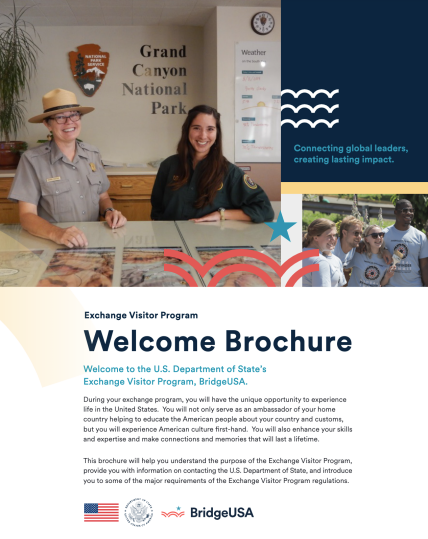 Grand
Canyon
National
Park
NATIONAL
PARK
SERVICE
Weather
Connecting global leaders,
creating lasting impact.
Exchange Visitor Program
Welcome Brochure
Welcome to the U.S. Department of State's
Exchange Visitor Program, BridgeUSA.
During your exchange program, you will have the unique opportunity to experience
life in the United States.  You will not only serve as an ambassador of your home
country helping to educate the American people about your country and customs,
but you will experience American culture first-hand.  You will also enhance your skills
and expertise and make connections and memories that will last a lifetime.
This brochure will help you understand the purpose of the Exchange Visitor Program,
provide you with information on contacting the U.S. Department of State, and introduce
you to some of the major requirements of the Exchange Visitor Program regulations.
BridgeUSA